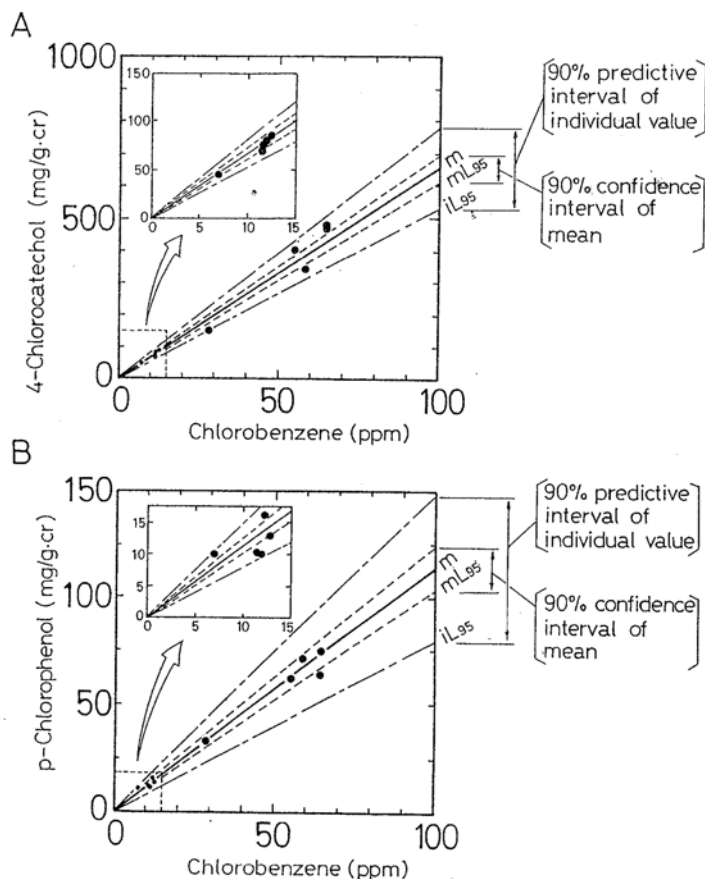 A
4-Chlorocatechol (mg/g·cr)
1000
500
0
0
50
100
Chlorobenzene (ppm)
150
100
50
0
0
5
10
15
m
mL95
iL95
[90% predictive
interval of
individual value]
[90% confidence
interval of
mean]
B
p-Chlorophenol (mg/g·cr)
150
100
50
0
0
50
100
Chlorobenzene (ppm)
15
10
5
0
0
5
10
15
m
mL95
iL95
[90% predictive
interval of
individual value]
[90% confidence
interval of
mean]